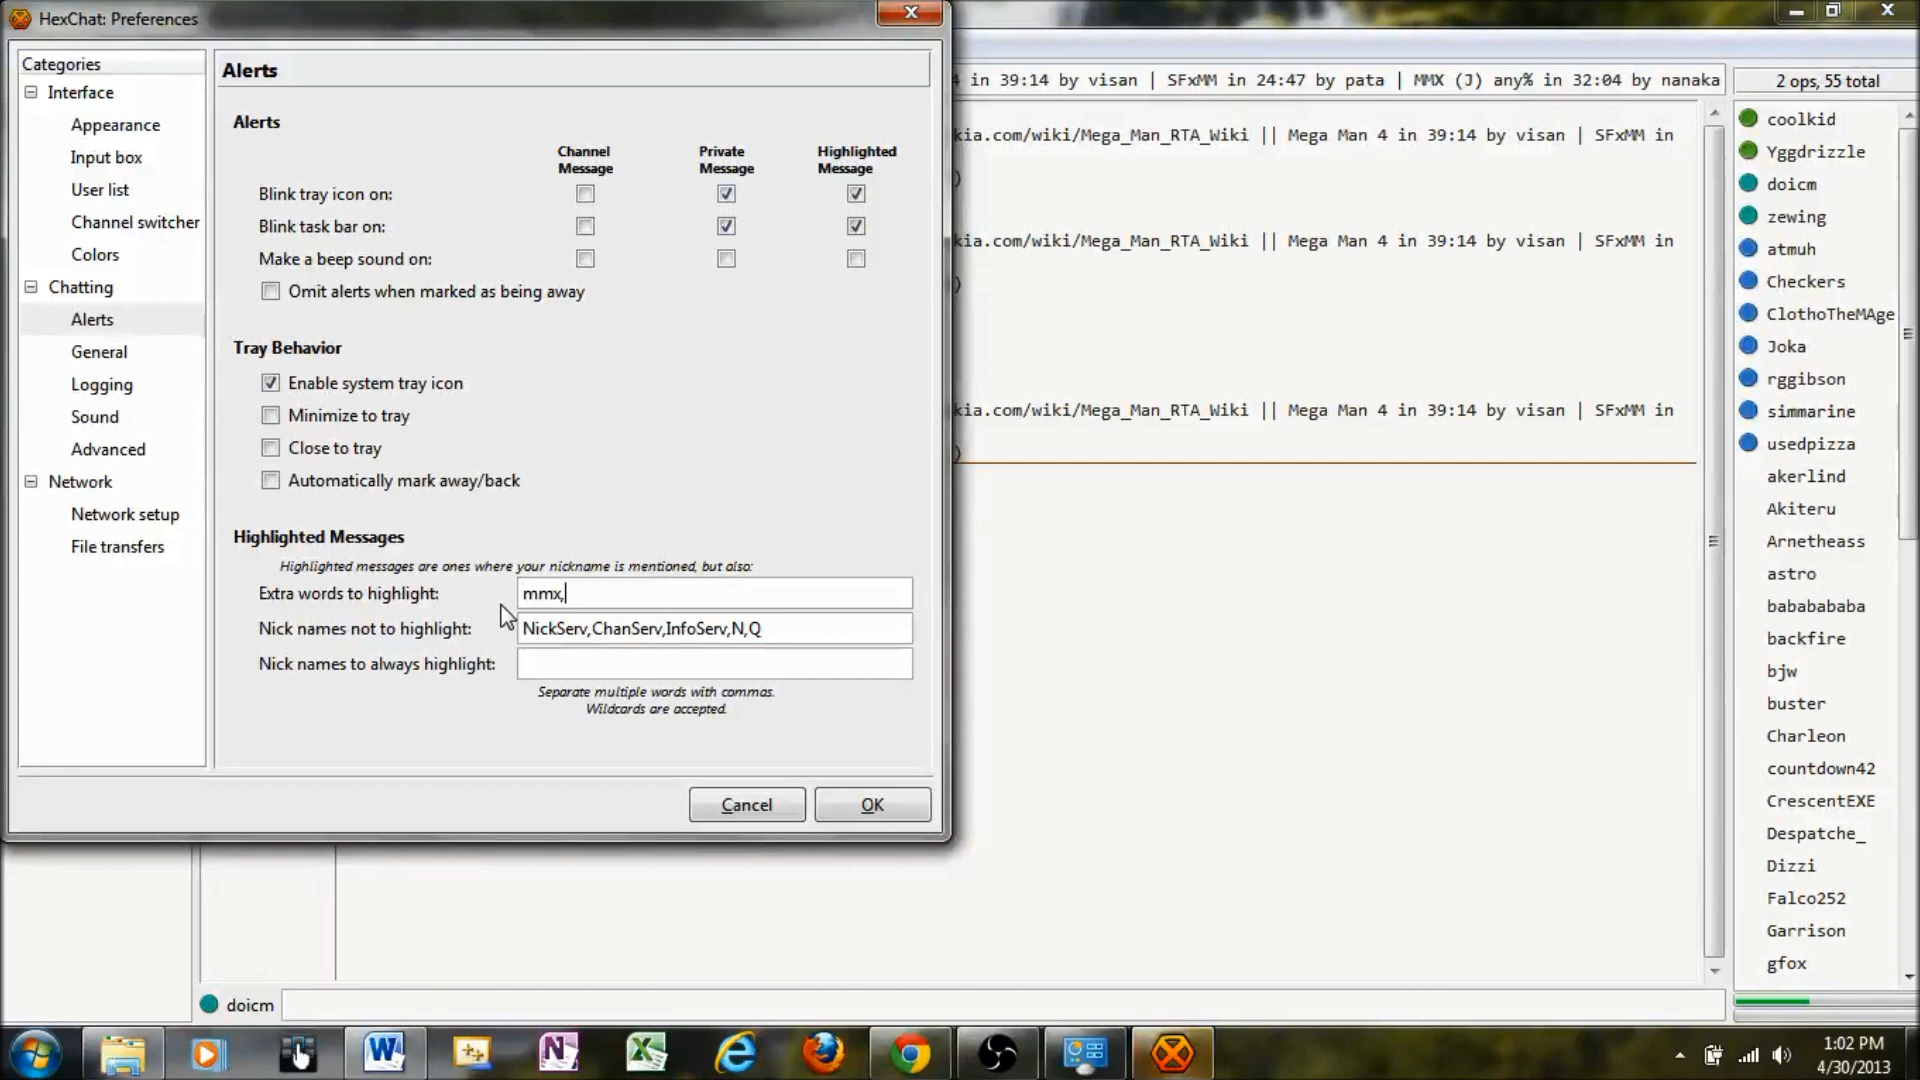 HexChat: Preferences
Categories
Interface
Appearance
Input box
User list
Channel switcher
Colors
Chatting
Alerts
General
Logging
Sound
Advanced
Network
Network setup
File transfers
Alerts
Alerts
Channel Message
Private Message
Highlighted Message
Blink tray icon on:
Blink task bar on:
Make a beep sound on:
Omit alerts when marked as being away
Tray Behavior
Enable system tray icon
Minimize to tray
Close to tray
Automatically mark away/back
Highlighted Messages
Highlighted messages are ones where your nickname is mentioned, but also:
Extra words to highlight: mmx,
Nick names not to highlight: NickServ,ChanServ,InfoServ,N,Q
Nick names to always highlight:
Separate multiple words with commas.
Wildcards are accepted.
Cancel OK
4 in 39:14 by visan | SFxMM in 24:47 by pata | MMX (J) any% in 32:04 by nanaka
kia.com/wiki/Mega_Man_RTA_Wiki || Mega Man 4 in 39:14 by visan | SFxMM in
)
kia.com/wiki/Mega_Man_RTA_Wiki || Mega Man 4 in 39:14 by visan | SFxMM in
)
kia.com/wiki/Mega_Man_RTA_Wiki || Mega Man 4 in 39:14 by visan | SFxMM in
)
2 ops, 55 total
coolkid
Yggdrizzle
doicm
zewing
atmuh
Checkers
ClothoTheMAge
Joka
rggibson
simmarine
usedpizza
akerlind
Akiteru
Arnetheass
astro
bababababa
backfire
bjw
buster
Charleon
countdown42
CrescentEXE
Despatche_
Dizzi
Falco252
Garrison
gfox
doicm
1:02 PM
4/30/2013